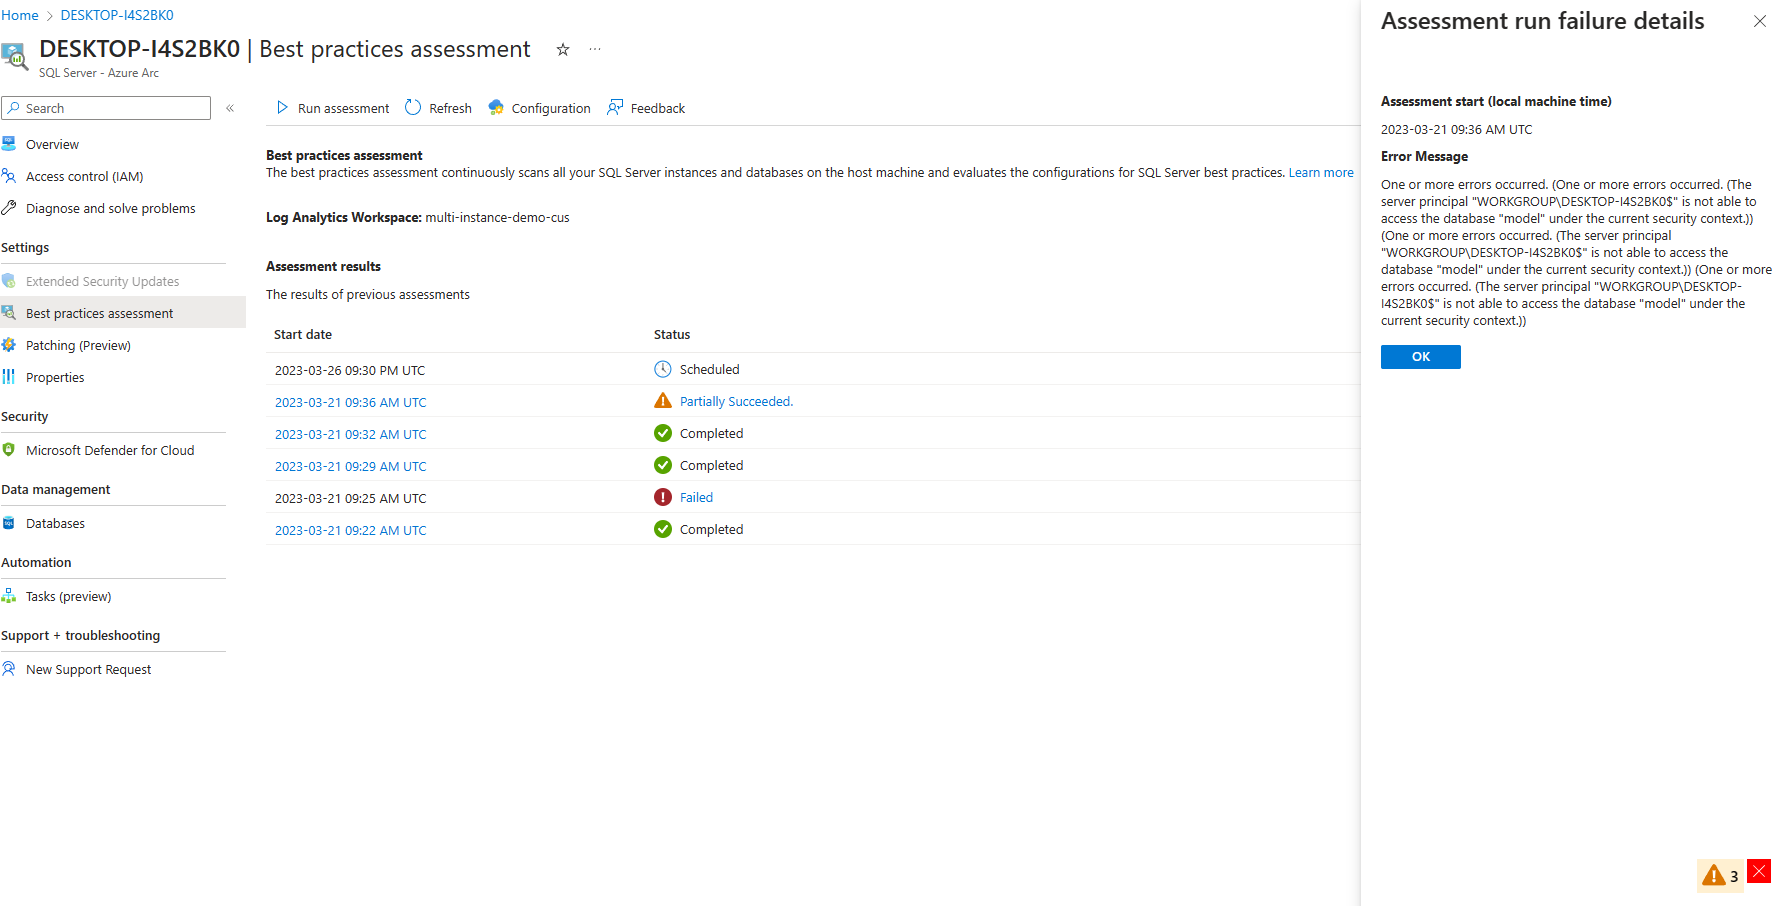 Home > DESKTOP-I4S2BK0
DESKTOP-I4S2BK0 | Best practices assessment
SQL Server - Azure Arc
Search
Overview
Access control (IAM)
Diagnose and solve problems
Settings
Extended Security Updates
Best practices assessment
Patching (Preview)
Properties
Security
Microsoft Defender for Cloud
Data management
Databases
Automation
Tasks (preview)
Support + troubleshooting
New Support Request
Run assessment Refresh Configuration Feedback
Best practices assessment
The best practices assessment continuously scans all your SQL Server instances and databases on the host machine and evaluates the configurations for SQL Server best practices. Learn more
Log Analytics Workspace: multi-instance-demo-cus
Assessment results
The results of previous assessments
Start date Status
2023-03-26 09:30 PM UTC Scheduled
2023-03-21 09:36 AM UTC Partially Succeeded.
2023-03-21 09:32 AM UTC Completed
2023-03-21 09:29 AM UTC Completed
2023-03-21 09:25 AM UTC Failed
2023-03-21 09:22 AM UTC Completed
Assessment run failure details
Assessment start (local machine time)
2023-03-21 09:36 AM UTC
Error Message
One or more errors occurred. (One or more errors occurred. (The
server principal "WORKGROUP\DESKTOP-I4S2BK0$" is not able to
access the database "model" under the current security context.))
(One or more errors occurred. (The server principal
"WORKGROUP\DESKTOP-I4S2BK0$" is not able to access the
database "model" under the current security context.)) (One or more
errors occurred. (The server principal "WORKGROUP\DESKTOP-
I4S2BK0$" is not able to access the database "model" under the
current security context.))
OK
3